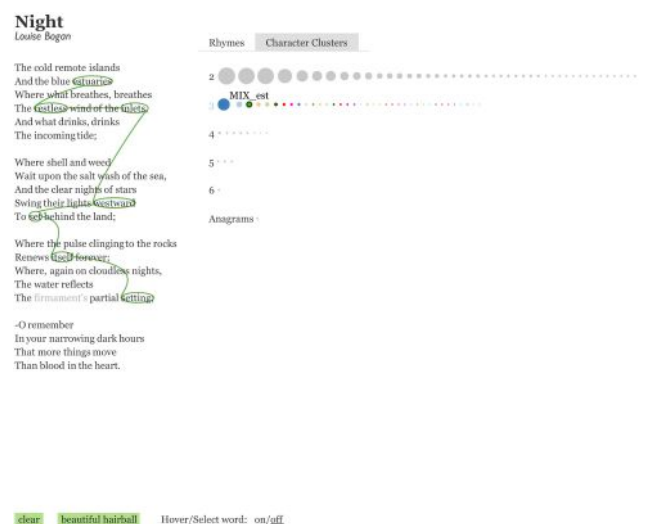 Night
Louise Bogan
Rhymes
Character Clusters
The cold remote islands
And the blue estuaries
Where what breathes, breathes
The restless wind of the inlets,
And what drinks, drinks
The incoming tide;
Where shell and weed
Wait upon the salt wash of the sea,
And the clear nights of stars
Swing their lights westward
To set behind the land;
Where the pulse clinging to the rocks
Renews itself forever;
Where, again on cloudless nights,
The water reflects
The firmament's partial setting;
-O remember
In your narrowing dark hours
That more things move
Than blood in the heart.
2
MIX_est
3
4
5
6
Anagrams
clear
beautiful hairball
Hover/Select word: on/off